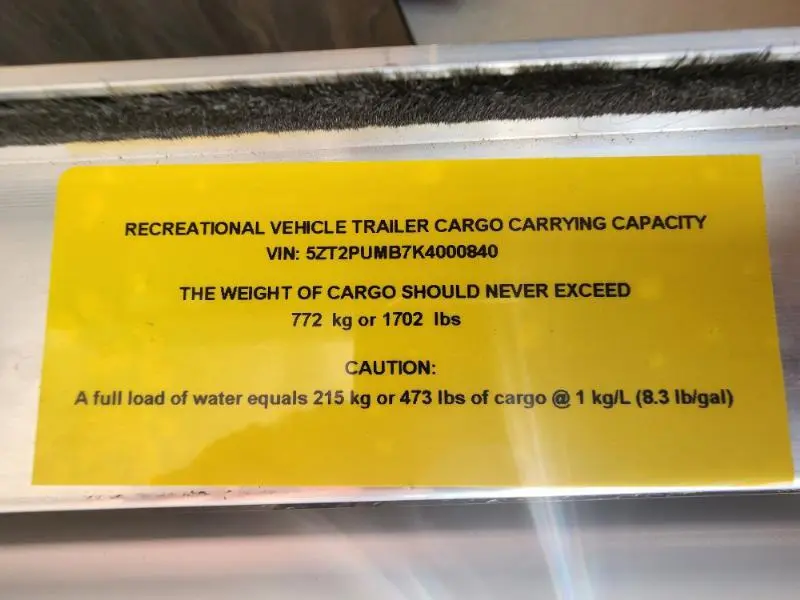 RECREATIONAL VEHICLE TRAILER CARGO CARRYING CAPACITY
VIN: 5ZT2PUMB7K4000840
THE WEIGHT OF CARGO SHOULD NEVER EXCEED
772 kg or 1702 lbs
CAUTION:
A full load of water equals 215 kg or 473 lbs of cargo @ 1 kg/L (8.3 lb/gal)